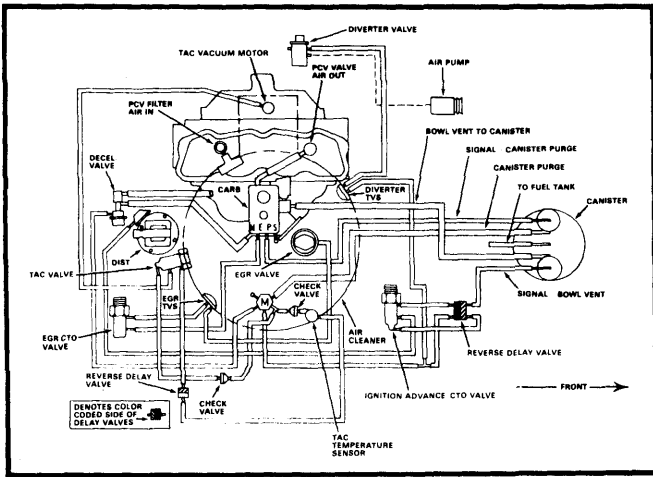 DIVERTER VALVE
TAC VACUUM MOTOR
PCV VALVE
AIR OUT
AIR PUMP
PCV FILTER
AIR IN
BOWL VENT TO CANISTER
SIGNAL CANISTER PURGE
CANISTER PURGE
TO FUEL TANK
CANISTER
DECEL
VALVE
CARB
DIVERTER
TVS
M E P S
DIST
TAC VALVE
EGR VALVE
EGR
TVS
M
CHECK
VALVE
SIGNAL BOWL VENT
EGR CTO
VALVE
AIR
CLEANER
REVERSE DELAY VALVE
REVERSE DELAY
VALVE
CHECK
VALVE
IGNITION ADVANCE CTO VALVE
FRONT
DENOTES COLOR
CODED SIDE OF
DELAY VALVES
TAC
TEMPERATURE
SENSOR